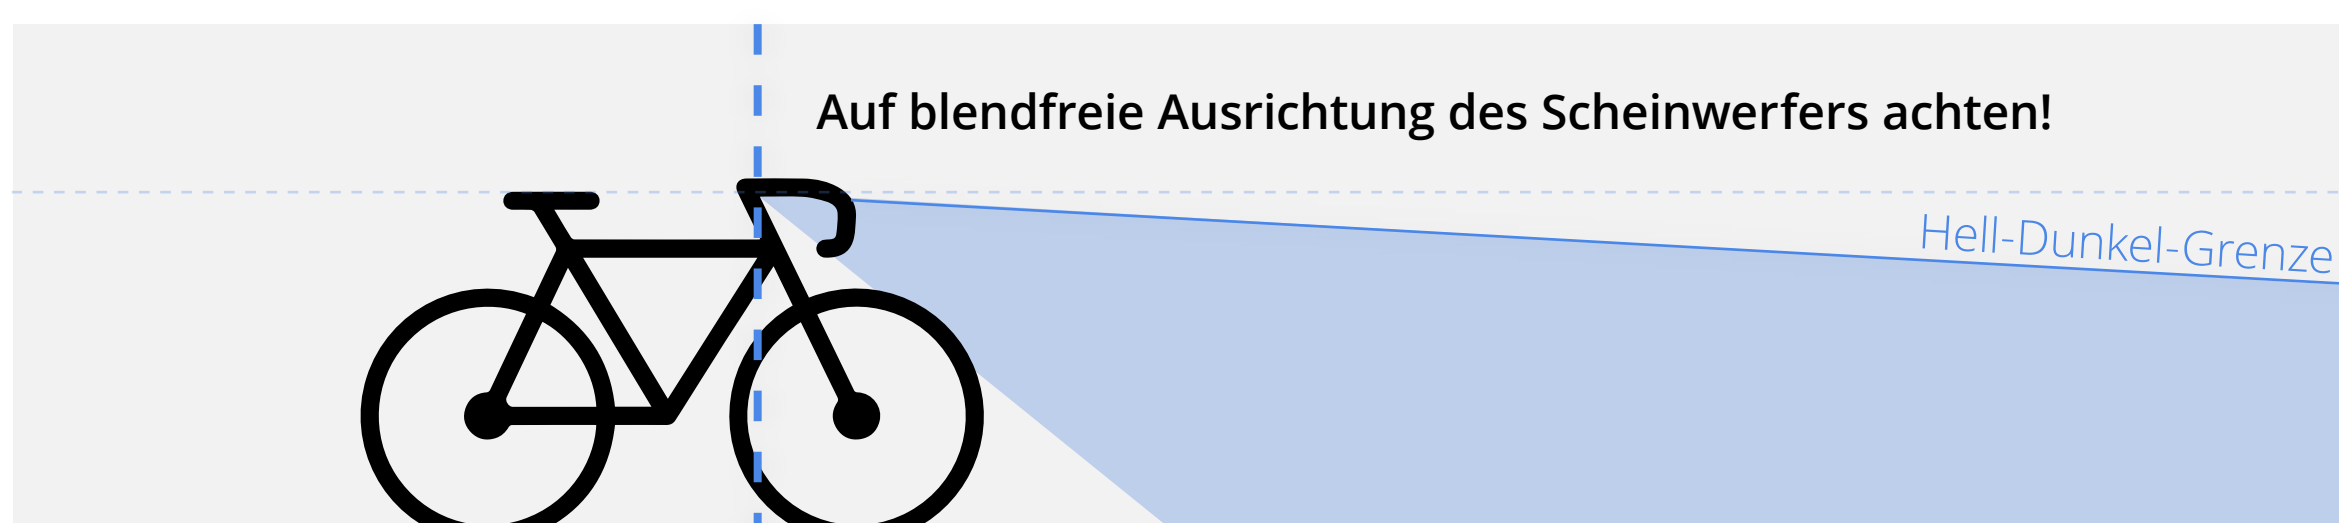 Auf blendfreie Ausrichtung des Scheinwerfers achten!
Hell-Dunkel-Grenze